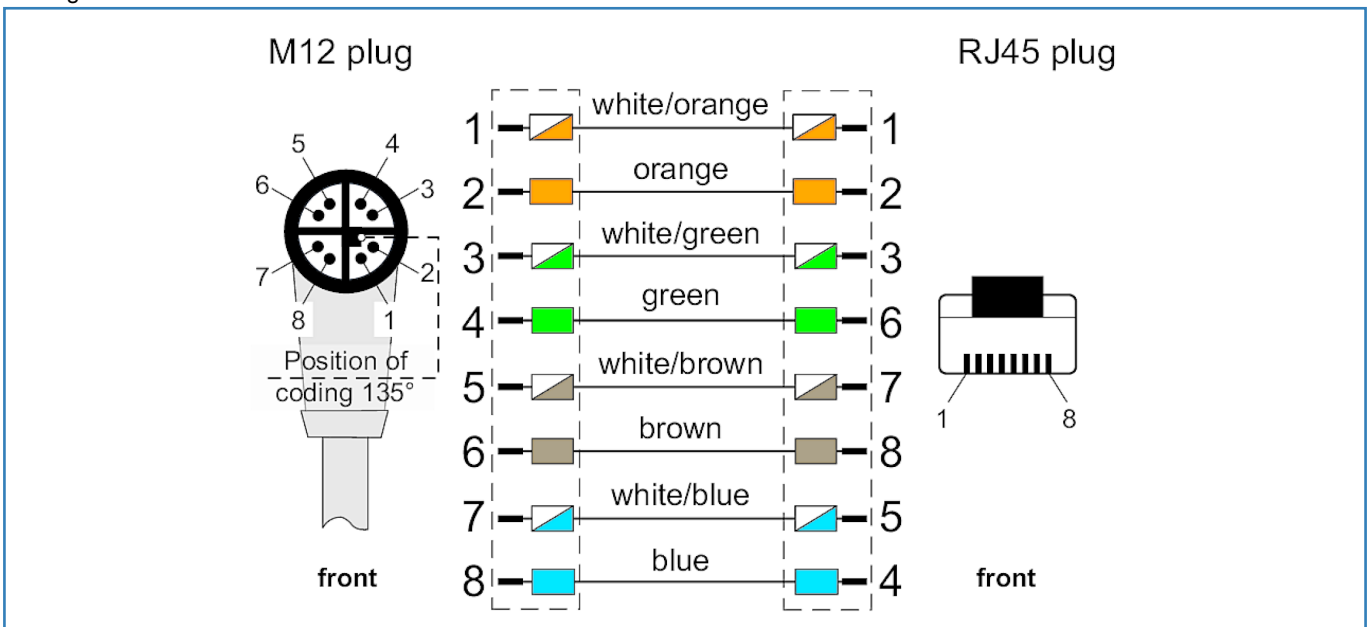 M12 plug
RJ45 plug
5
4
6
3
7
2
8
1
Position of
coding 135°
front
1 white/orange 1
2 orange 2
3 white/green 3
4 green 6
5 white/brown 7
6 brown 8
7 white/blue 5
8 blue 4
1
8
front